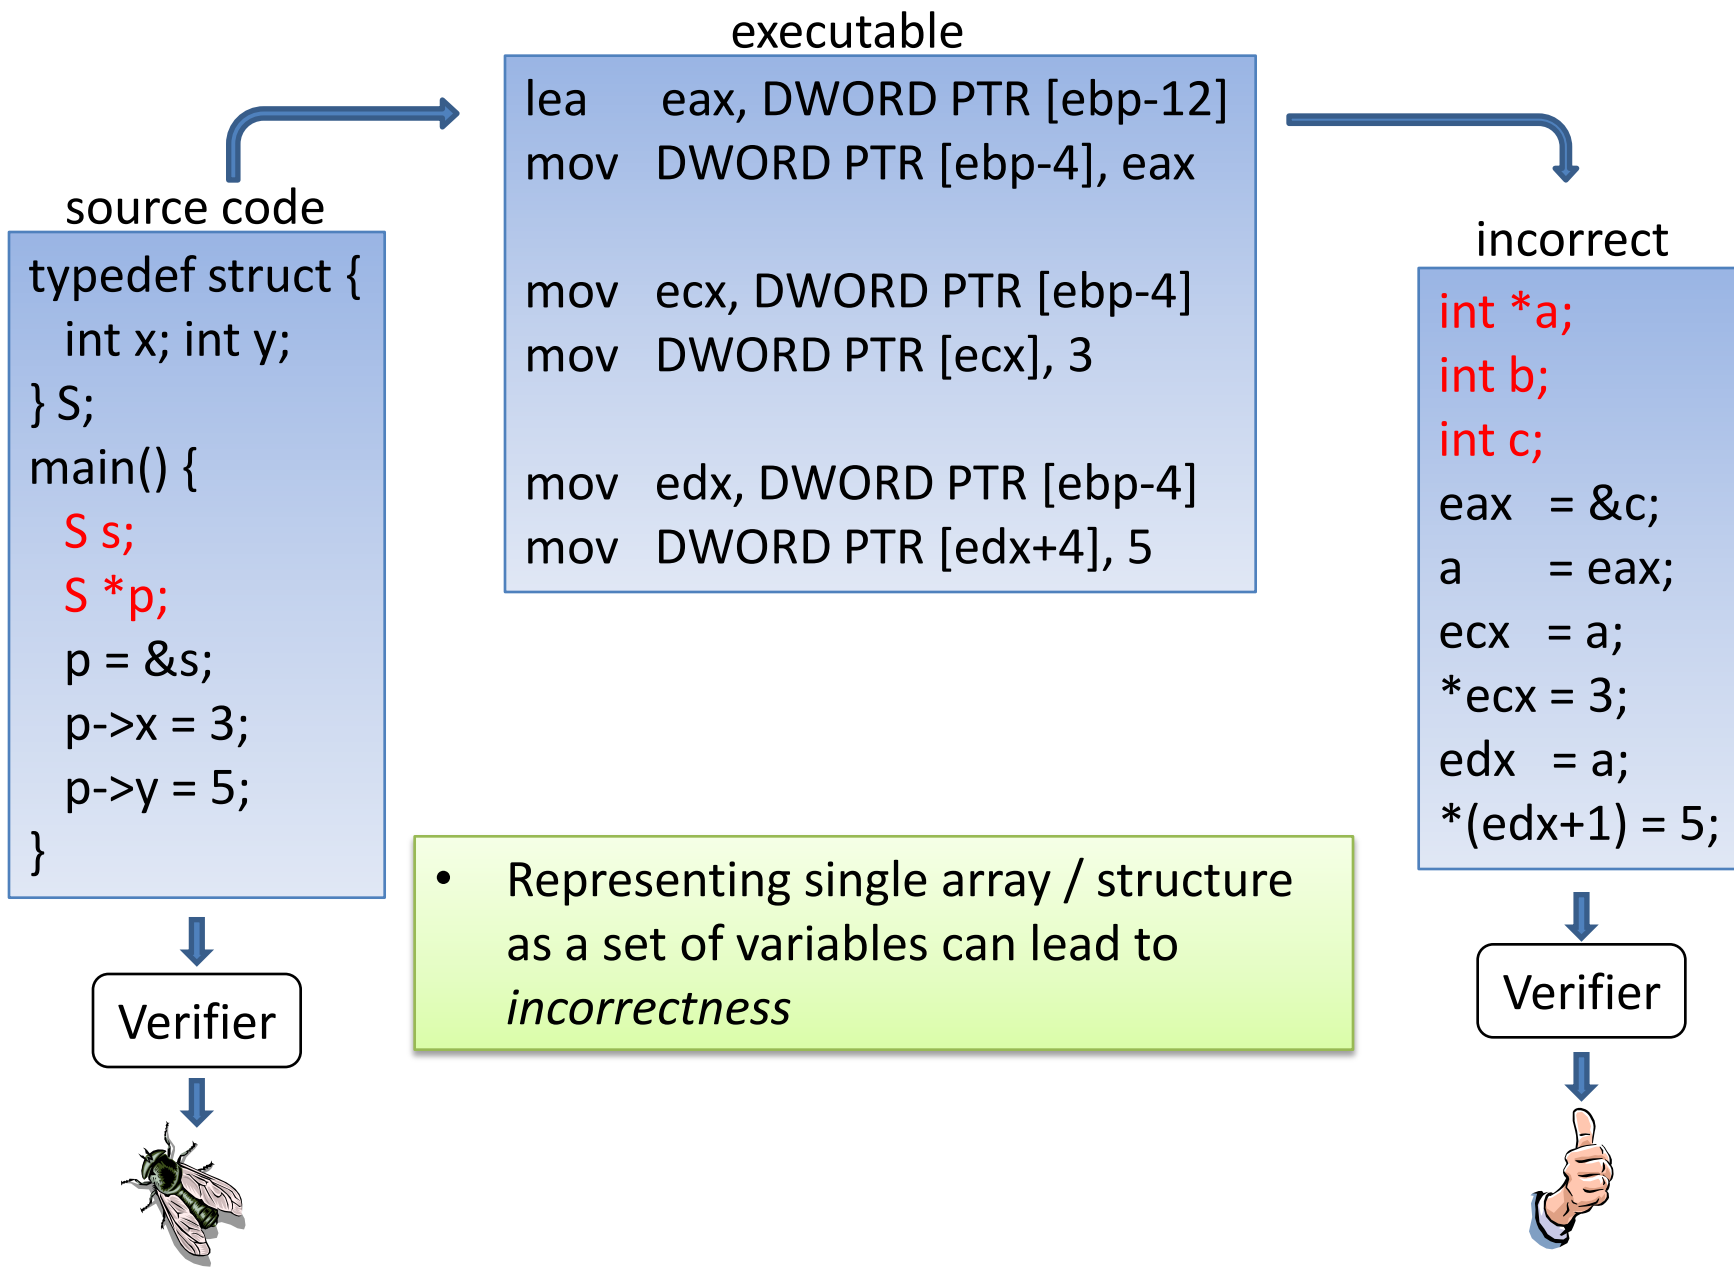 executable
lea eax, DWORD PTR [ebp-12]
mov DWORD PTR [ebp-4], eax
mov ecx, DWORD PTR [ebp-4]
mov DWORD PTR [ecx], 3
mov edx, DWORD PTR [ebp-4]
mov DWORD PTR [edx+4], 5
source code
typedef struct {
int x; int y;
} S;
main() {
S s;
S *p;
p = &s;
p->x = 3;
p->y = 5;
}
Verifier
• Representing single array / structure
as a set of variables can lead to
incorrectness
incorrect
int *a;
int b;
int c;
eax = &c;
a = eax;
ecx = a;
*ecx = 3;
edx = a;
*(edx+1) = 5;
Verifier